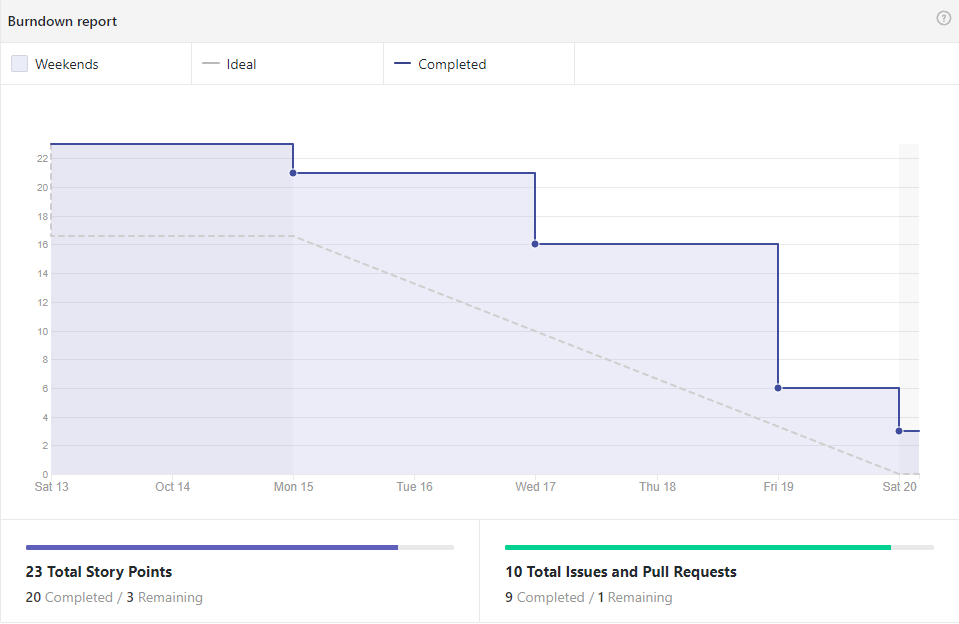 Burndown report
?
Weekends
Ideal
Completed
22
20
18
16
14
12
10
8
6
4
2
0
Sat 13 Oct 14 Mon 15 Tue 16 Wed 17 Thu 18 Fri 19 Sat 20
23 Total Story Points
20 Completed / 3 Remaining
10 Total Issues and Pull Requests
9 Completed / 1 Remaining